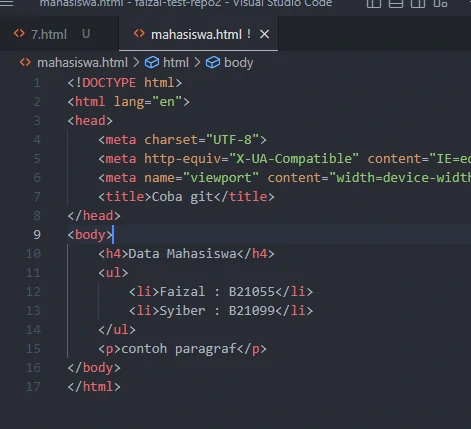 mahasiswa.html - faizal-test-repo2 - Visual Studio Code
<> 7.html U <> mahasiswa.html ! ×
<> mahasiswa.html > html > body
1 <!DOCTYPE html>
2 <html lang="en">
3 <head>
4 <meta charset="UTF-8">
5 <meta http-equiv="X-UA-Compatible" content="IE=ed
6 <meta name="viewport" content="width=device-width
7 <title>Coba git</title>
8 </head>
9 <body>
10 <h4>Data Mahasiswa</h4>
11 <ul>
12 <li>Faizal : B21055</li>
13 <li>Syiber : B21099</li>
14 </ul>
15 <p>contoh paragraf</p>
16 </body>
17 </html>